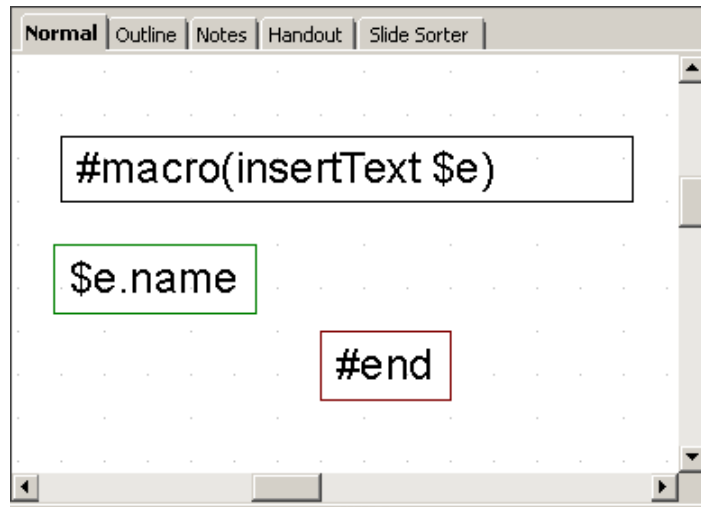 Normal Outline Notes Handout Slide Sorter
#macro(insertText $e)
$e.name
#end